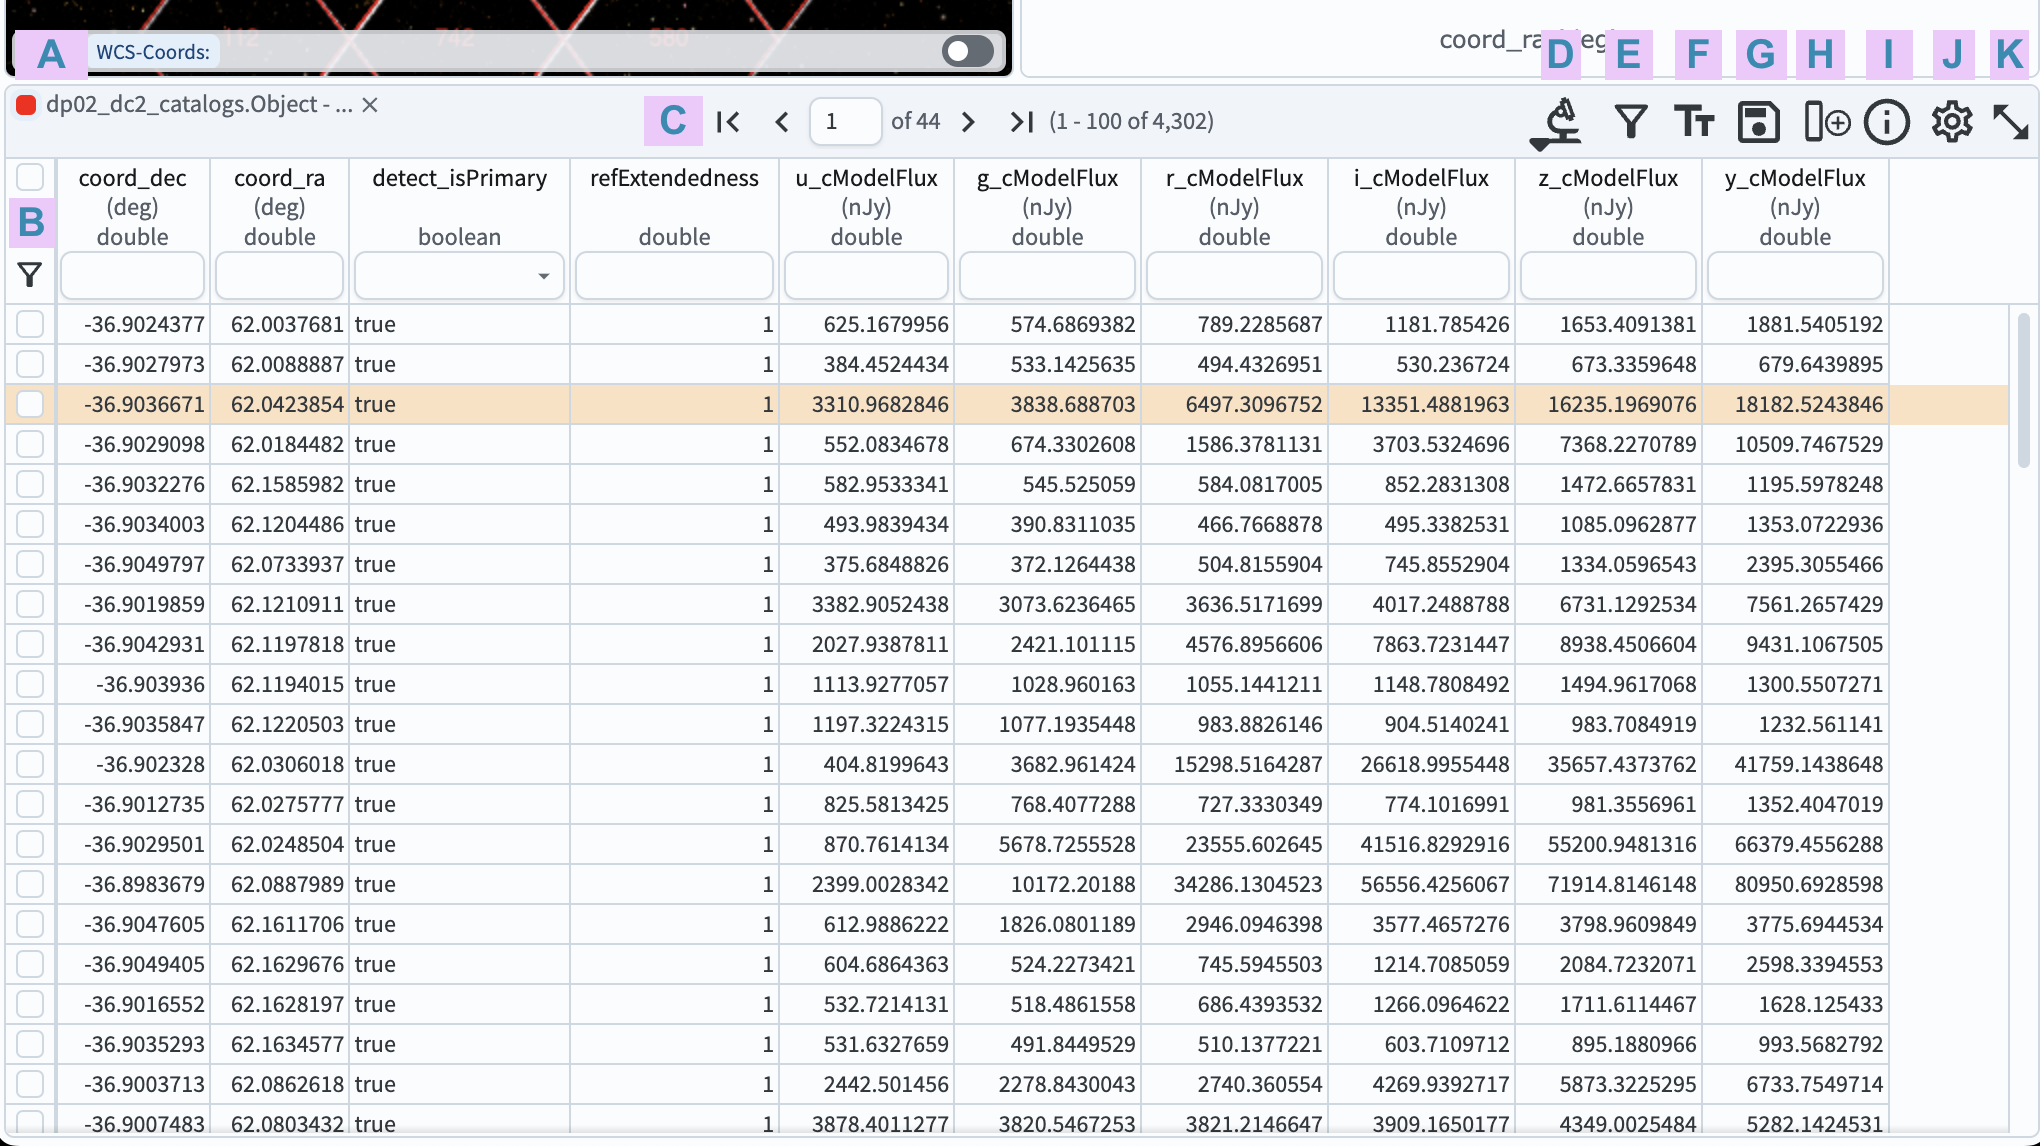 112 742 580
A WCS-Coords:
D E F G H I J K
dp02_dc2_catalogs.Object - ... ×
C 1 of 44 (1 - 100 of 4,302)
coord_dec coord_ra detect_isPrimary refExtendedness u_cModelFlux g_cModelFlux r_cModelFlux i_cModelFlux z_cModelFlux y_cModelFlux
B (deg) (deg) (nJy) (nJy) (nJy) (nJy) (nJy) (nJy)
double double boolean double double double double double double double
-36.9024377 62.0037681 true 1 625.1679956 574.6869382 789.2285687 1181.785426 1653.4091381 1881.5405192
-36.9027973 62.0088887 true 1 384.4524434 533.1425635 494.4326951 530.236724 673.3359648 679.6439895
-36.9036671 62.0423854 true 1 3310.9682846 3838.688703 6497.3096752 13351.4881963 16235.1969076 18182.5243846
-36.9029098 62.0184482 true 1 552.0834678 674.3302608 1586.3781131 3703.5324696 7368.2270789 10509.7467529
-36.9032276 62.1585982 true 1 582.9533341 545.525059 584.0817005 852.2831308 1472.6657831 1195.5978248
-36.9034003 62.1204486 true 1 493.9839434 390.8311035 466.7668878 495.3382531 1085.0962877 1353.0722936
-36.9049797 62.0733937 true 1 375.6848826 372.1264438 504.8155904 745.8552904 1334.0596543 2395.3055466
-36.9019859 62.1210911 true 1 3382.9052438 3073.6236465 3636.5171699 4017.2488788 6731.1292534 7561.2657429
-36.9042931 62.1197818 true 1 2027.9387811 2421.101115 4576.8956606 7863.7231447 8938.4506604 9431.1067505
-36.903936 62.1194015 true 1 1113.9277057 1028.960163 1055.1441211 1148.7808492 1494.9617068 1300.5507271
-36.9035847 62.1220503 true 1 1197.3224315 1077.1935448 983.8826146 904.5140241 983.7084919 1232.561141
-36.902328 62.0306018 true 1 404.8199643 3682.961424 15298.5164287 26618.9955448 35657.4373762 41759.1438648
-36.9012735 62.0275777 true 1 825.5813425 768.4077288 727.3330349 774.1016991 981.3556961 1352.4047019
-36.9029501 62.0248504 true 1 870.7614134 5678.7255528 23555.602645 41516.8292916 55200.9481316 66379.4556288
-36.8983679 62.0887989 true 1 2399.0028342 10172.20188 34286.1304523 56556.4256067 71914.8146148 80950.6928598
-36.9047605 62.1611706 true 1 612.9886222 1826.0801189 2946.0946398 3577.4657276 3798.9609849 3775.6944534
-36.9049405 62.1629676 true 1 604.6864363 524.2273421 745.5945503 1214.7085059 2084.7232071 2598.3394553
-36.9016552 62.1628197 true 1 532.7214131 518.4861558 686.4393532 1266.0964622 1711.6114467 1628.125433
-36.9035293 62.1634577 true 1 531.6327659 491.8449529 510.1377221 603.7109712 895.1880966 993.5682792
-36.9003713 62.0862618 true 1 2442.501456 2278.8430043 2740.360554 4269.9392717 5873.3225295 6733.7549714
-36.9007483 62.0803432 true 1 3878.4011277 3820.5467253 3821.2146647 3909.1650177 4349.0025484 5282.1424531